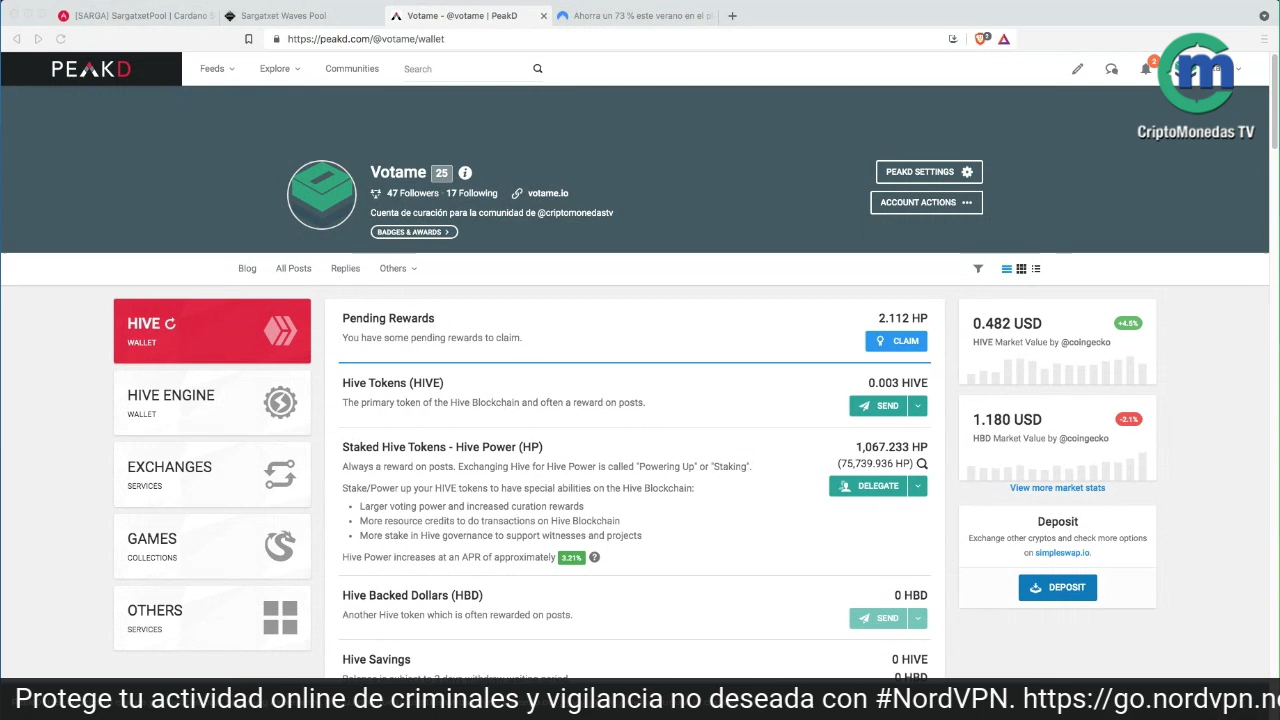 [SARGA] SargatxetPool | Cardano S
Sargatxet Waves Pool
Votame - @votame | PeakD
Ahorra un 73 % este verano en el p
https://peakd.com/@votame/wallet
3
PEAKD
Feeds
Explore
Communities
Search
2
m
CriptoMonedas TV
Votame 25
47 Followers · 17 Following
votame.io
Cuenta de curación para la comunidad de @criptomonedastv
BADGES & AWARDS
PEAKD SETTINGS
ACCOUNT ACTIONS
Blog
All Posts
Replies
Others
HIVE
WALLET
HIVE ENGINE
WALLET
EXCHANGES
SERVICES
GAMES
COLLECTIONS
OTHERS
SERVICES
Pending Rewards
2.112 HP
You have some pending rewards to claim.
CLAIM
Hive Tokens (HIVE)
0.003 HIVE
The primary token of the Hive Blockchain and often a reward on posts.
SEND
Staked Hive Tokens - Hive Power (HP)
1,067.233 HP
Always a reward on posts. Exchanging Hive for Hive Power is called "Powering Up" or "Staking".
(75,739.936 HP)
DELEGATE
Stake/Power up your HIVE tokens to have special abilities on the Hive Blockchain:
• Larger voting power and increased curation rewards
• More resource credits to do transactions on Hive Blockchain
• More stake in Hive governance to support witnesses and projects
Hive Power increases at an APR of approximately 3.21%
Hive Backed Dollars (HBD)
0 HBD
Another Hive token which is often rewarded on posts.
SEND
Hive Savings
0 HIVE
0.482 USD
+4.5%
HIVE Market Value by @coingecko
1.180 USD
-2.1%
HBD Market Value by @coingecko
View more market stats
Deposit
Exchange other cryptos and check more options
on simpleswap.io.
DEPOSIT
Protege tu actividad online de criminales y vigilancia no deseada con #NordVPN. https://go.nordvpn.ne